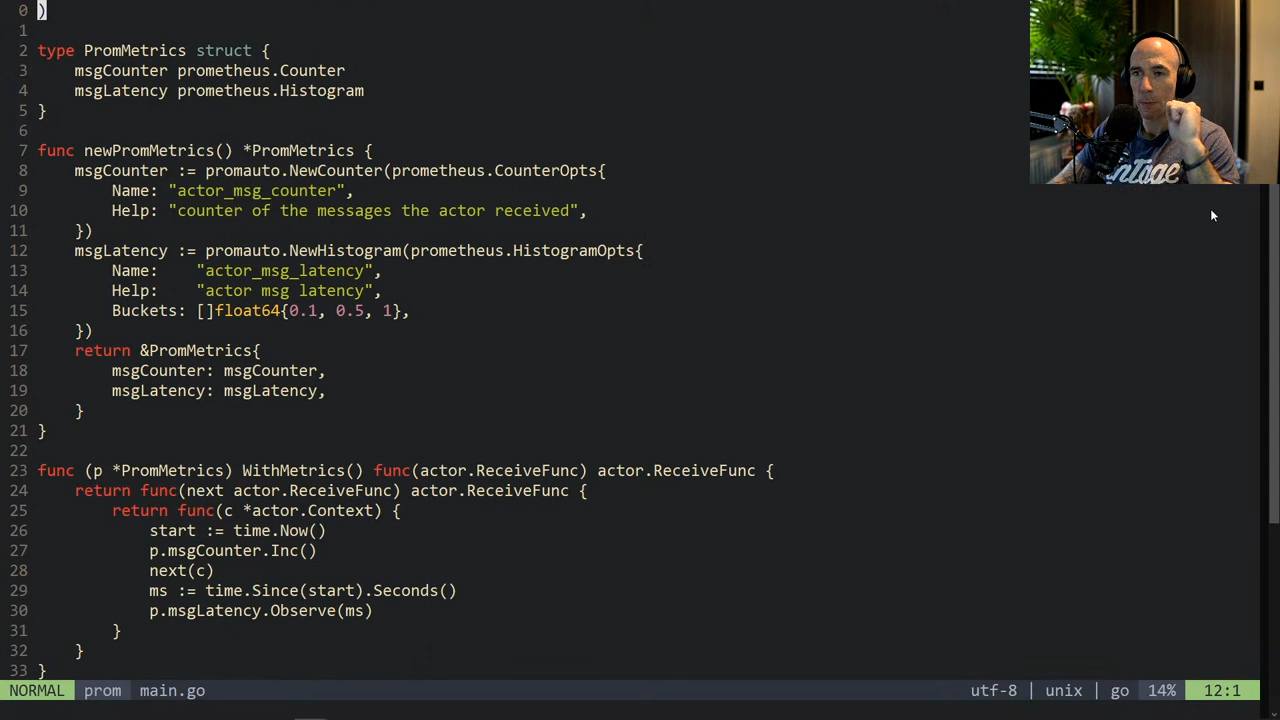 0 )
1
2 type PromMetrics struct {
3 msgCounter prometheus.Counter
4 msgLatency prometheus.Histogram
5 }
6
7 func newPromMetrics() *PromMetrics {
8 msgCounter := promauto.NewCounter(prometheus.CounterOpts{
9 Name: "actor_msg_counter",
10 Help: "counter of the messages the actor received",
11 })
12 msgLatency := promauto.NewHistogram(prometheus.HistogramOpts{
13 Name: "actor_msg_latency",
14 Help: "actor msg latency",
15 Buckets: []float64{0.1, 0.5, 1},
16 })
17 return &PromMetrics{
18 msgCounter: msgCounter,
19 msgLatency: msgLatency,
20 }
21 }
22
23 func (p *PromMetrics) WithMetrics() func(actor.ReceiveFunc) actor.ReceiveFunc {
24 return func(next actor.ReceiveFunc) actor.ReceiveFunc {
25 return func(c *actor.Context) {
26 start := time.Now()
27 p.msgCounter.Inc()
28 next(c)
29 ms := time.Since(start).Seconds()
30 p.msgLatency.Observe(ms)
31 }
32 }
33 }
NORMAL prom main.go utf-8 | unix | go 14% 12:1